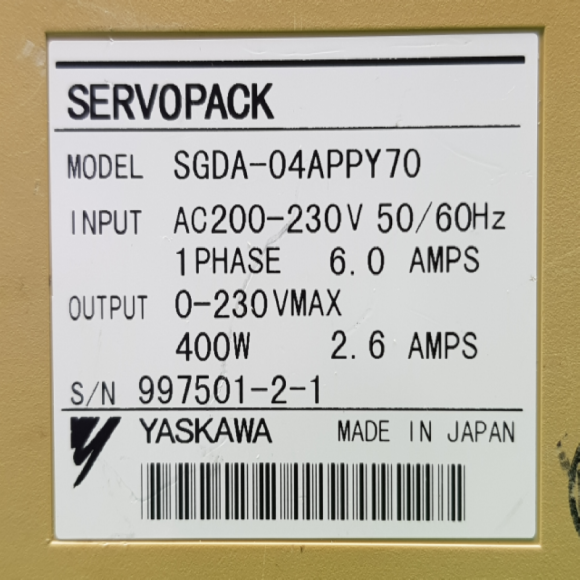 SERVOPACK
MODEL SGDA-04APPY70
INPUT AC200-230V 50/60Hz
1PHASE 6.0 AMPS
OUTPUT 0-230VMAX
400W 2.6 AMPS
S/N 997501-2-1
YASKAWA MADE IN JAPAN